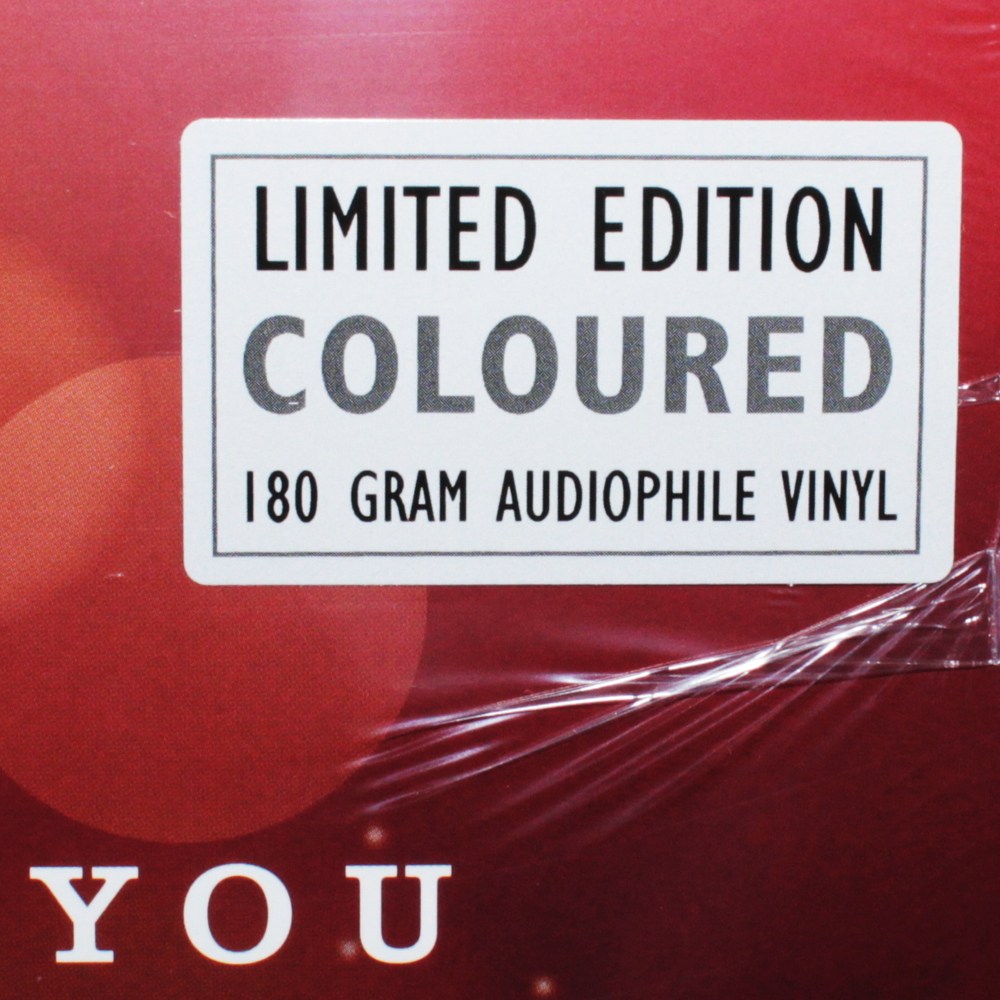 LIMITED EDITION
COLOURED
180 GRAM AUDIOPHILE VINYL
YOU